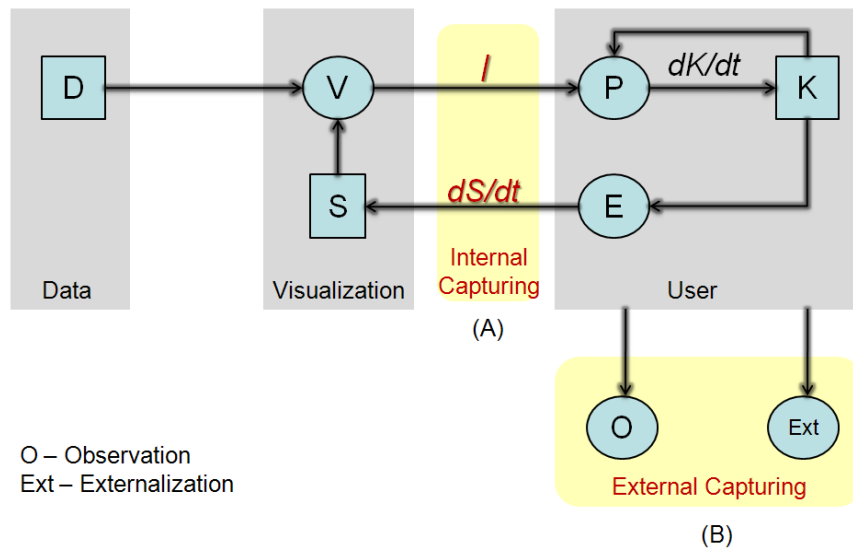 D
V
I
P
dK/dt
K
S
dS/dt
E
Data
Visualization
Internal
Capturing
User
(A)
O
Ext
O – Observation
Ext – Externalization
External Capturing
(B)